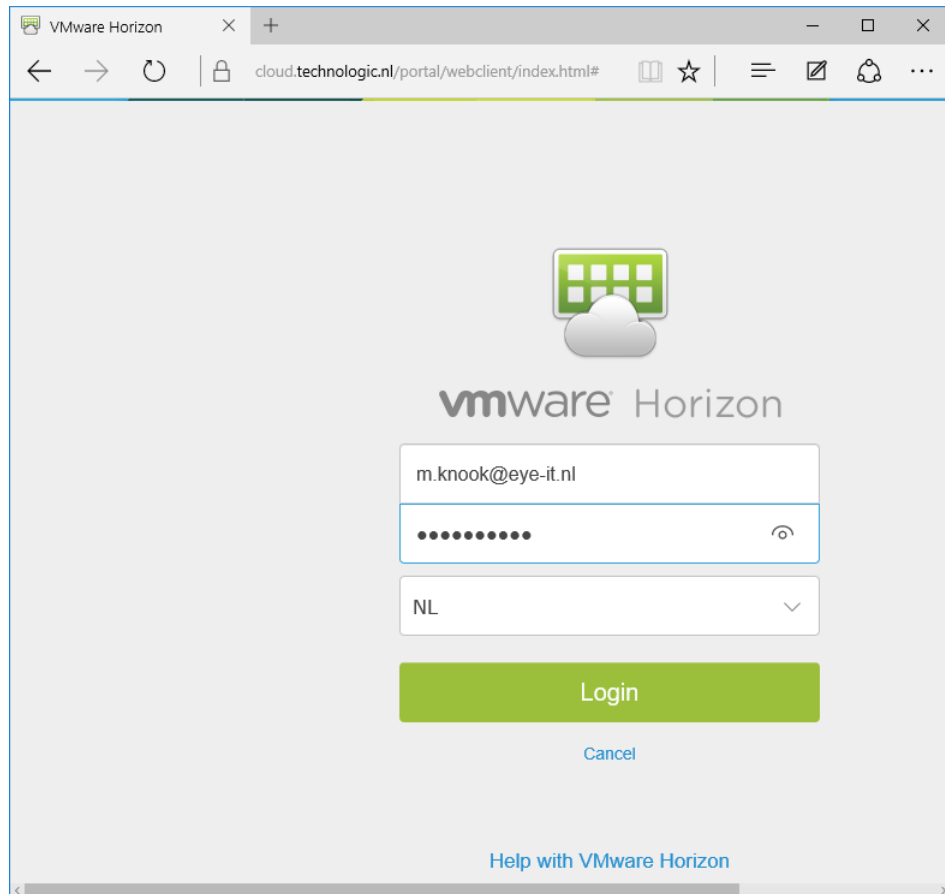 VMware Horizon
cloud.technologic.nl/portal/webclient/index.html#
vmware Horizon
m.knook@eye-it.nl
••••••••••
NL
Login
Cancel
Help with VMware Horizon